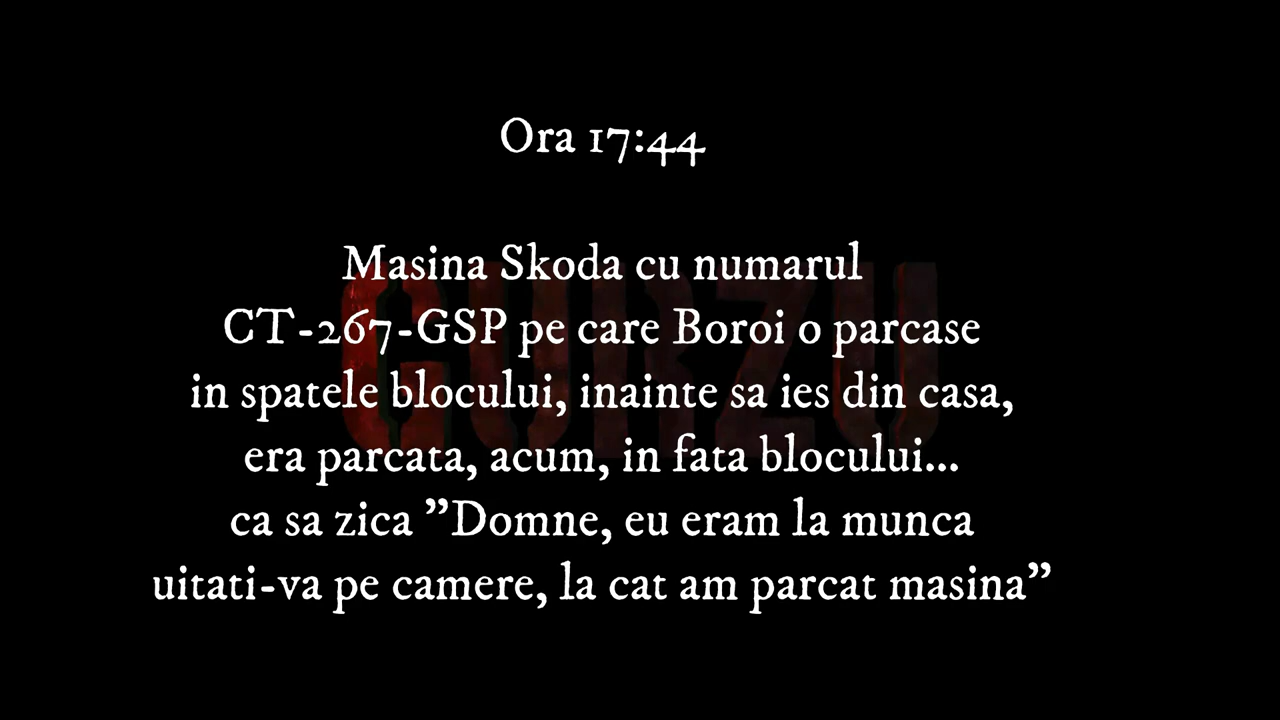 Ora 17:44
Masina Skoda cu numarul
CT-267-GSP pe care Boroi o parcase
in spatele blocului, inainte sa ies din casa,
era parcata, acum, in fata blocului...
ca sa zica ”Domne, eu eram la munca
uitati-va pe camere, la cat am parcat masina”
GURZU